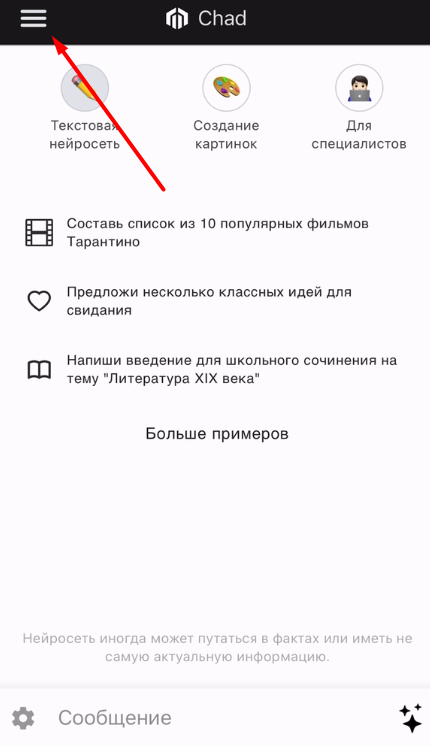 Chad
Текстовая
нейросеть
Создание
картинок
Для
специалистов
Составь список из 10 популярных фильмов
Тарантино
Предложи несколько классных идей для
свидания
Напиши введение для школьного сочинения на
тему "Литература XIX века"
Больше примеров
Нейросеть иногда может путаться в фактах или иметь не
самую актуальную информацию.
Сообщение